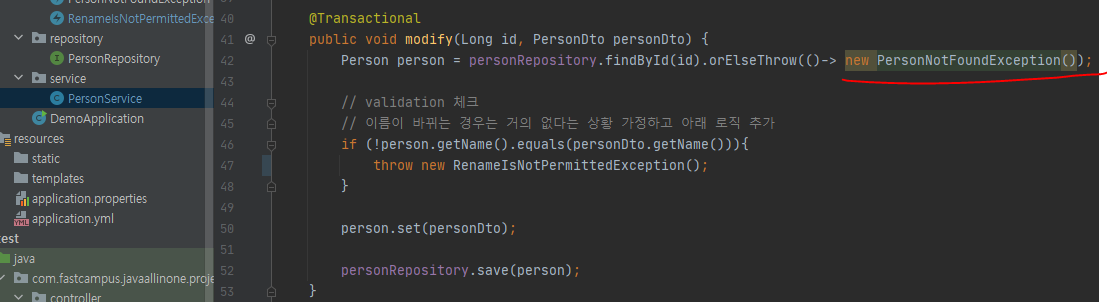 PersonNotFoundException
RenameIsNotPermittedExce
repository
PersonRepository
service
PersonService
DemoApplication
resources
static
templates
application.properties
application.yml
test
java
com.fastcampus.javaallinone.proje
controller
40 @Transactional
41 @ public void modify(Long id, PersonDto personDto) {
42 Person person = personRepository.findById(id).orElseThrow(()-> new PersonNotFoundException());
44 // validation 체크
45 // 이름이 바뀌는 경우는 거의 없다는 상황 가정하고 아래 로직 추가
46 if (!person.getName().equals(personDto.getName())){
47 throw new RenameIsNotPermittedException();
48 }
49
50 person.set(personDto);
51
52 personRepository.save(person);
53 }